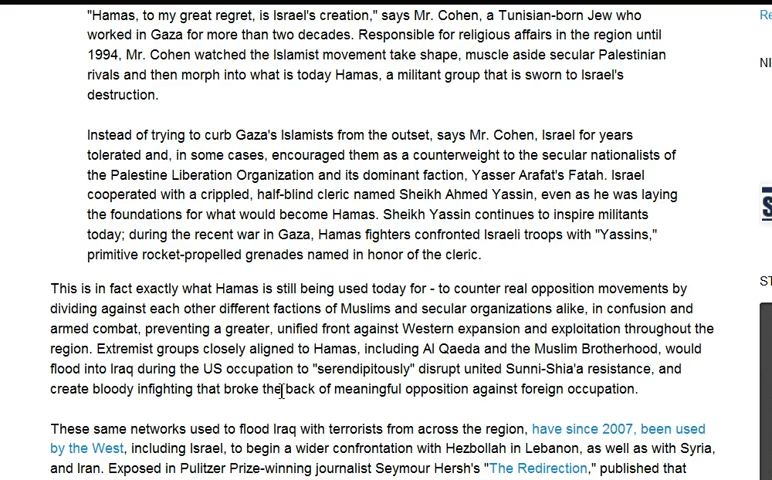 "Hamas, to my great regret, is Israel's creation," says Mr. Cohen, a Tunisian-born Jew who
worked in Gaza for more than two decades. Responsible for religious affairs in the region until
1994, Mr. Cohen watched the Islamist movement take shape, muscle aside secular Palestinian
rivals and then morph into what is today Hamas, a militant group that is sworn to Israel's
destruction.
Instead of trying to curb Gaza's Islamists from the outset, says Mr. Cohen, Israel for years
tolerated and, in some cases, encouraged them as a counterweight to the secular nationalists of
the Palestine Liberation Organization and its dominant faction, Yasser Arafat's Fatah. Israel
cooperated with a crippled, half-blind cleric named Sheikh Ahmed Yassin, even as he was laying
the foundations for what would become Hamas. Sheikh Yassin continues to inspire militants
today; during the recent war in Gaza, Hamas fighters confronted Israeli troops with "Yassins,"
primitive rocket-propelled grenades named in honor of the cleric.
This is in fact exactly what Hamas is still being used today for - to counter real opposition movements by
dividing against each other different factions of Muslims and secular organizations alike, in confusion and
armed combat, preventing a greater, unified front against Western expansion and exploitation throughout the
region. Extremist groups closely aligned to Hamas, including Al Qaeda and the Muslim Brotherhood, would
flood into Iraq during the US occupation to "serendipitously" disrupt united Sunni-Shia'a resistance, and
create bloody infighting that broke the back of meaningful opposition against foreign occupation.
These same networks used to flood Iraq with terrorists from across the region, have since 2007, been used
by the West, including Israel, to begin a wider confrontation with Hezbollah in Lebanon, as well as with Syria,
and Iran. Exposed in Pulitzer Prize-winning journalist Seymour Hersh's "The Redirection," published that